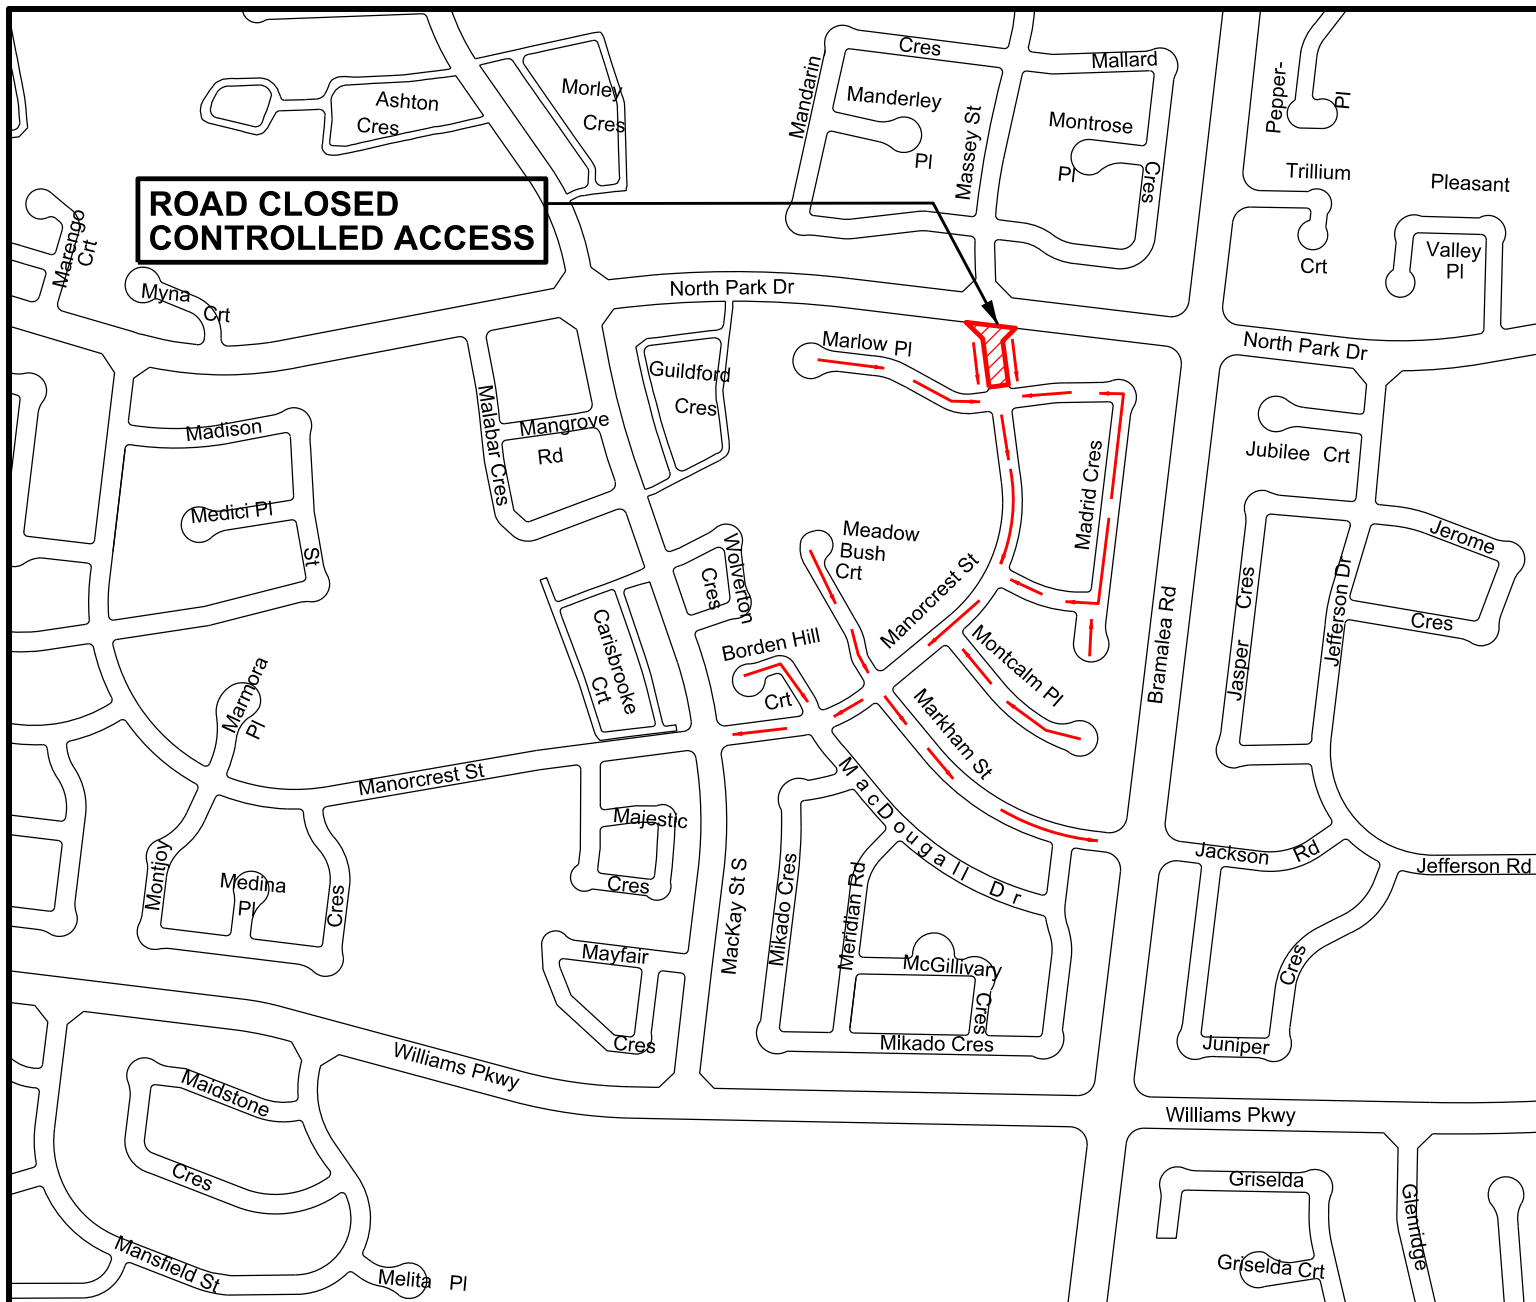 Cres
Mallard
Mandarin
Manderley
Pl
Massey St
Montrose
Pl
Cres
Pepper-
Pl
Ashton
Cres
Morley
Cres
Trillium
Crt
Pleasant
Valley
Pl
ROAD CLOSED
CONTROLLED ACCESS
Marengo
Crt
Myna
Crt
North Park Dr
North Park Dr
Marlow Pl
Guildford
Cres
Malabar Cres
Mangrove
Rd
Madison
St
Medici Pl
Madrid Cres
Jubilee Crt
Jerome
Cres
Jefferson Dr
Jasper Cres
Bramalea Rd
Meadow
Bush
Crt
Manorcrest St
Wolverton
Cres
Carisbrooke
Crt
Borden Hill
Crt
Montcalm Pl
Markham St
Marmora
Pl
Manorcrest St
MacDougall Dr
Majestic
Cres
Montjoy
Cres
Medina
Pl
MacKay St S
Mikado Cres
Meridian Rd
McGillivary
Cres
Mikado Cres
Jackson Rd
Jefferson Rd
Cres
Juniper
Mayfair
Cres
Williams Pkwy
Williams Pkwy
Maidstone
Cres
Mansfield St
Melita Pl
Griselda
Griselda Crt
Glenridge